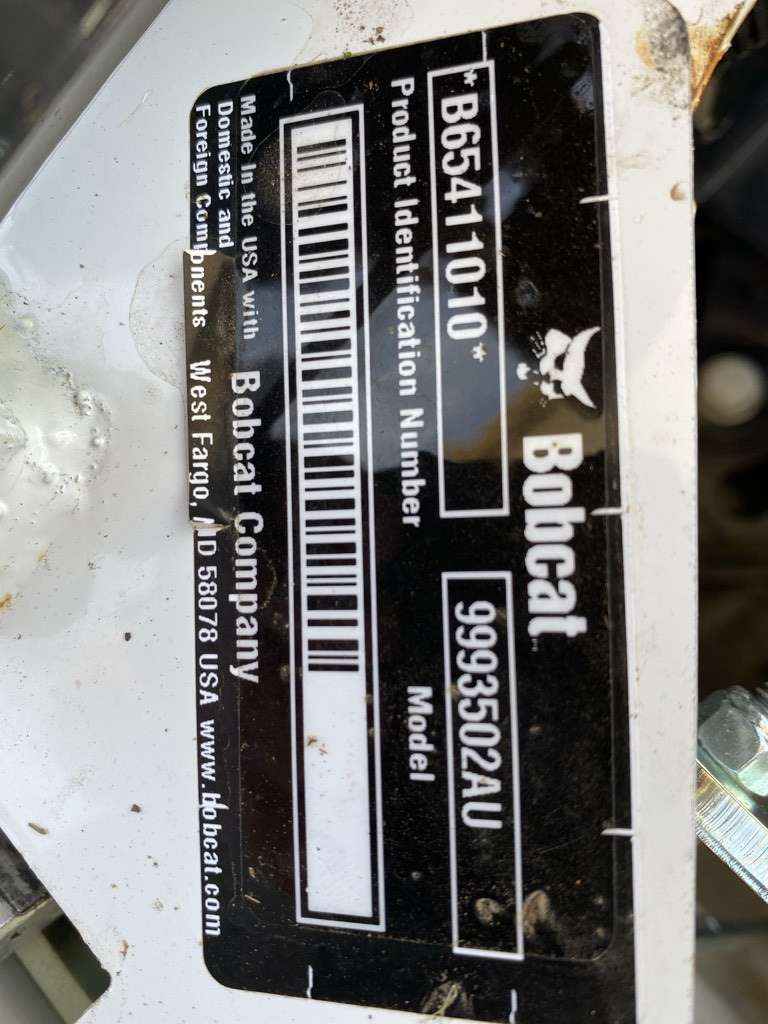 Bobcat
*B65411010*
9993502AU
Product Identification Number
Model
Made In the USA with
Domestic and
Foreign Components
Bobcat Company
West Fargo, ND 58078 USA www.bobcat.com